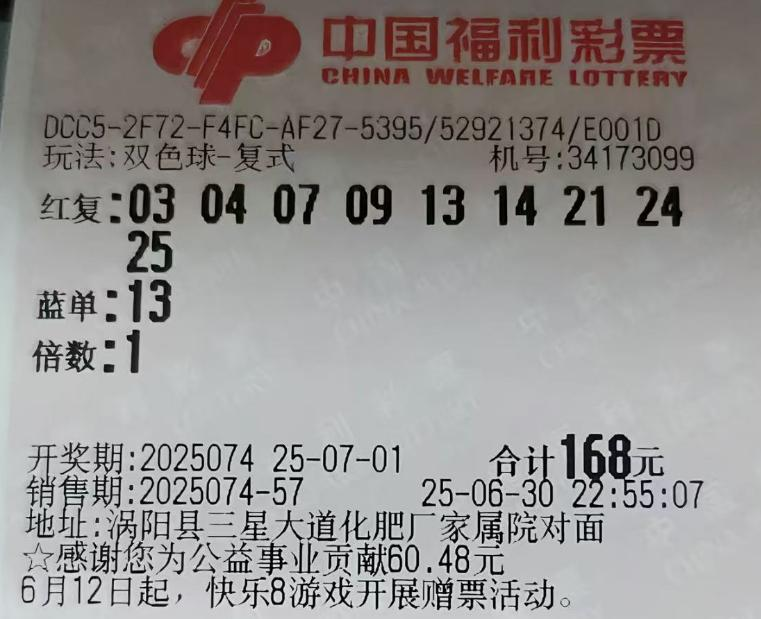 中国福利彩票
CHINA WELFARE LOTTERY
DCC5-2F72-F4FC-AF27-5395/52921374/E001D
玩法:双色球-复式 机号:34173099
红复:03 04 07 09 13 14 21 24
25
蓝单:13
倍数:1
开奖期:2025074 25-07-01 合计168元
销售期:2025074-57 25-06-30 22:55:07
地址:涡阳县三星大道化肥厂家属院对面
☆感谢您为公益事业贡献60.48元
6月12日起，快乐8游戏开展赠票活动。